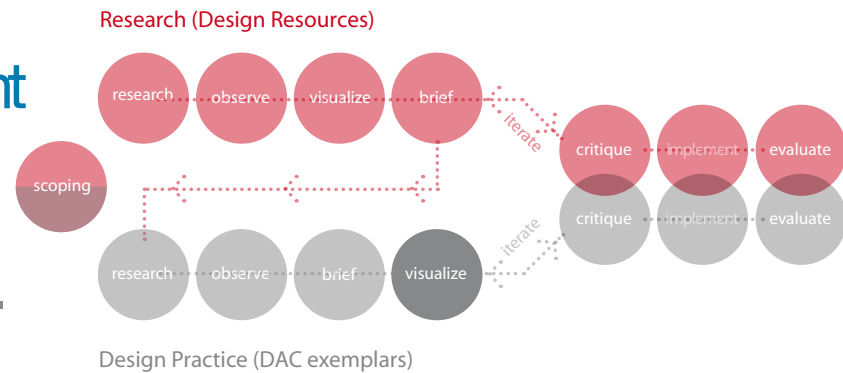 Research (Design Resources)
nt
research observe visualize brief
iterate
critique implement evaluate
scoping
critique implement evaluate
iterate
research observe brief visualize
Design Practice (DAC exemplars)